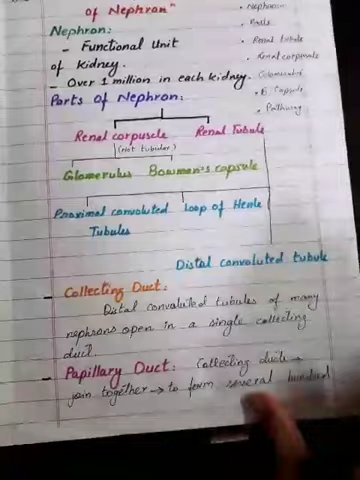 of Nephron"
Nephron:
– Functional Unit
of kidney.
– Over 1 million in each kidney.
Parts of Nephron:
Renal corpuscle Renal Tubule
(not tubular)
Glomerulus Bowman's capsule
Proximal convoluted Loop of Henle
Tubules
Distal convoluted tubule
– Collecting Duct:
Distal convoluted tubules of many
nephrons open in a single collecting
duct.
– Papillary Duct: Collecting ducts →
join together → to form several hundred
• Nephron
• Renal tubule
• Renal corpuscle
Capsule
• Pathway